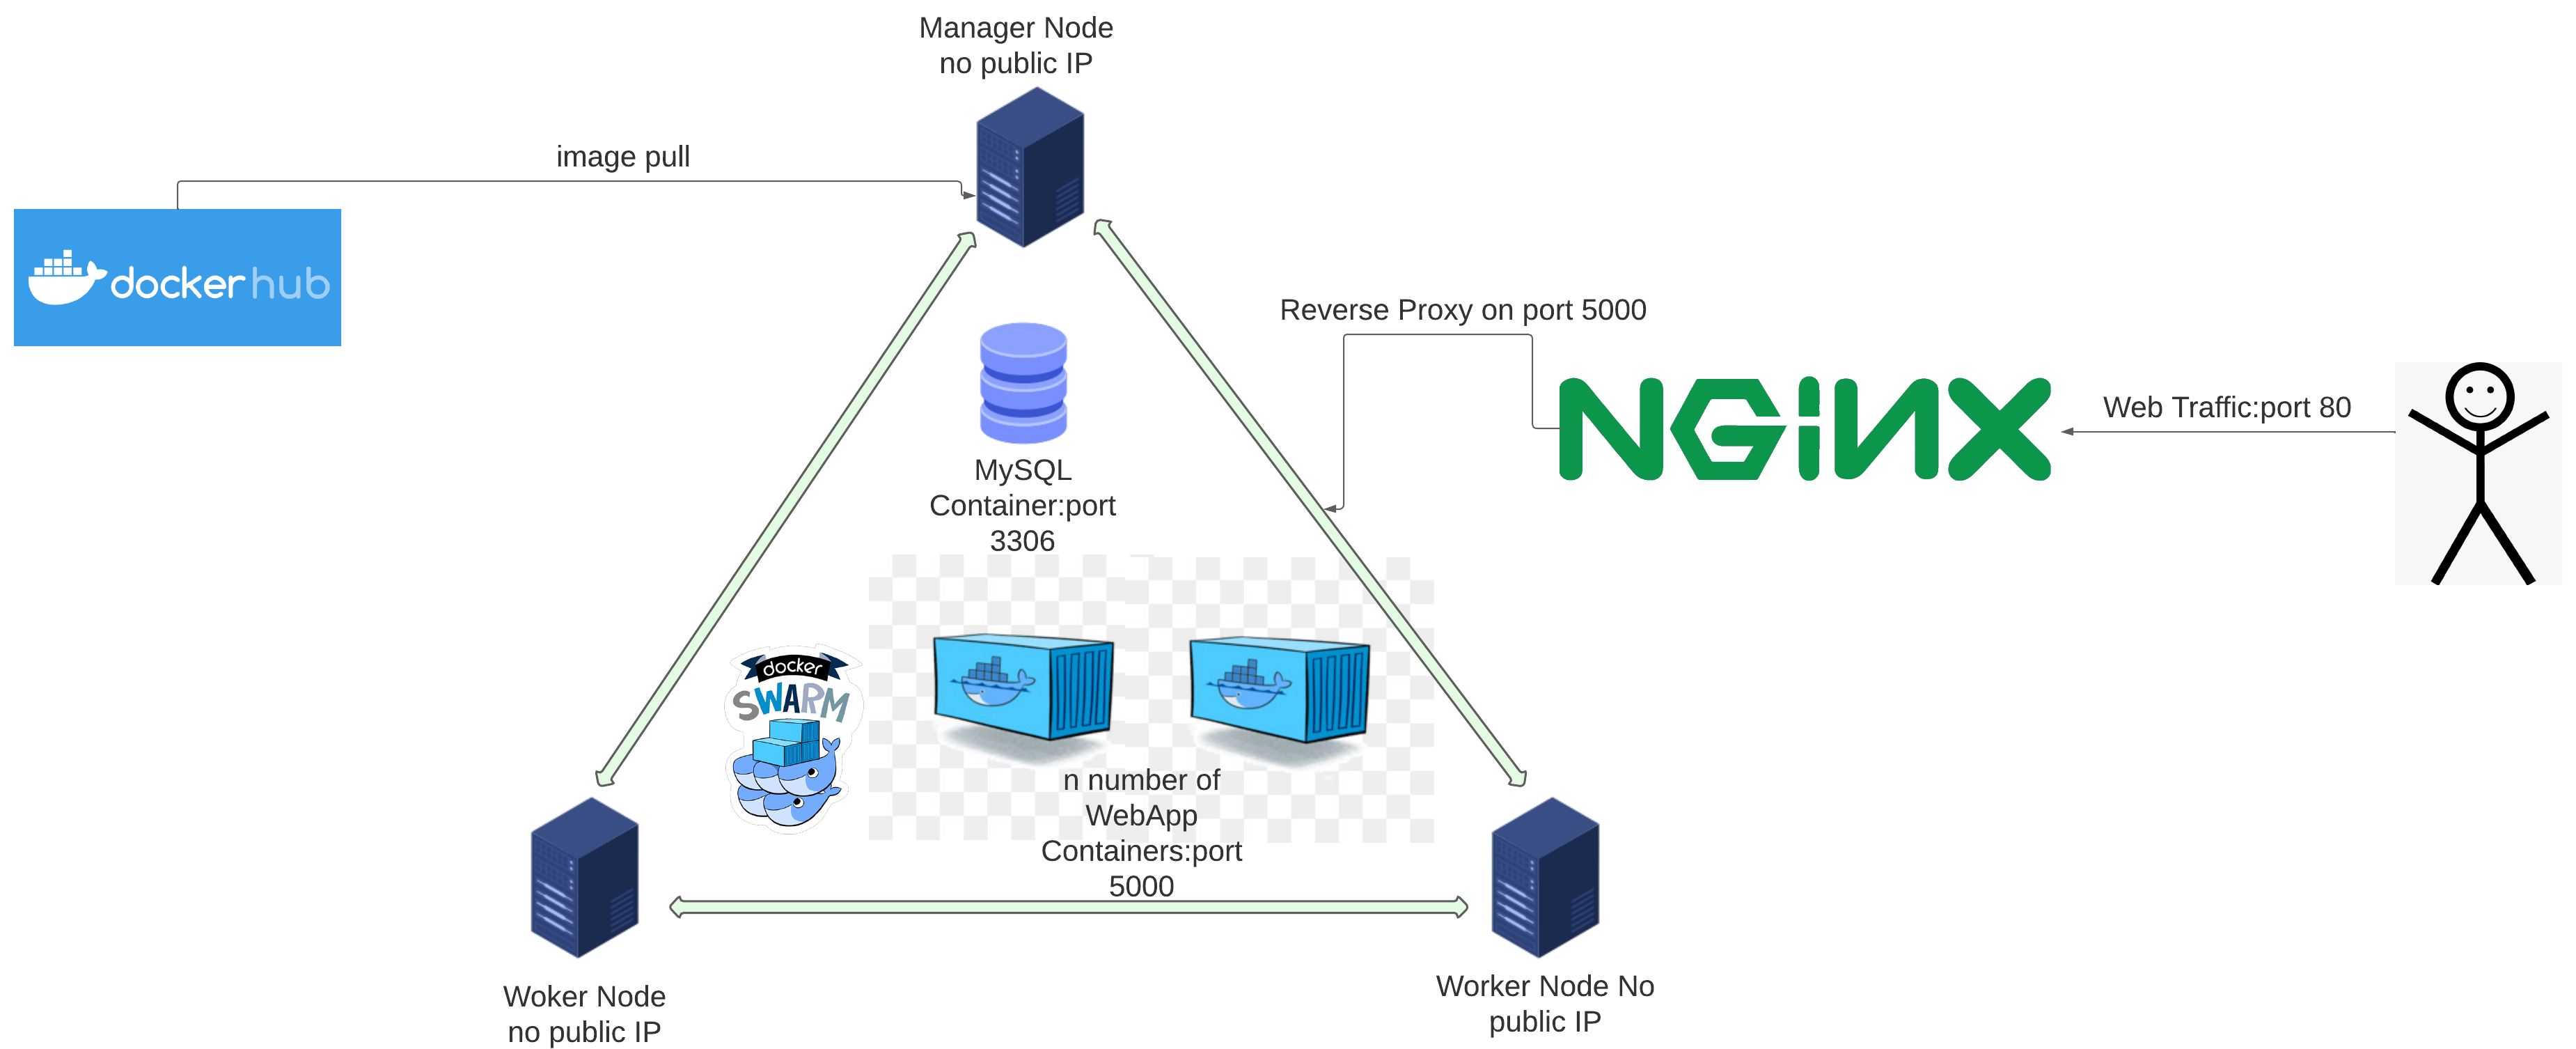 Manager Node
no public IP
image pull
dockerhub
Reverse Proxy on port 5000
NGINX
Web Traffic:port 80
MySQL
Container:port
3306
docker
SWARM
n number of
WebApp
Containers:port
5000
Woker Node
no public IP
Worker Node No
public IP